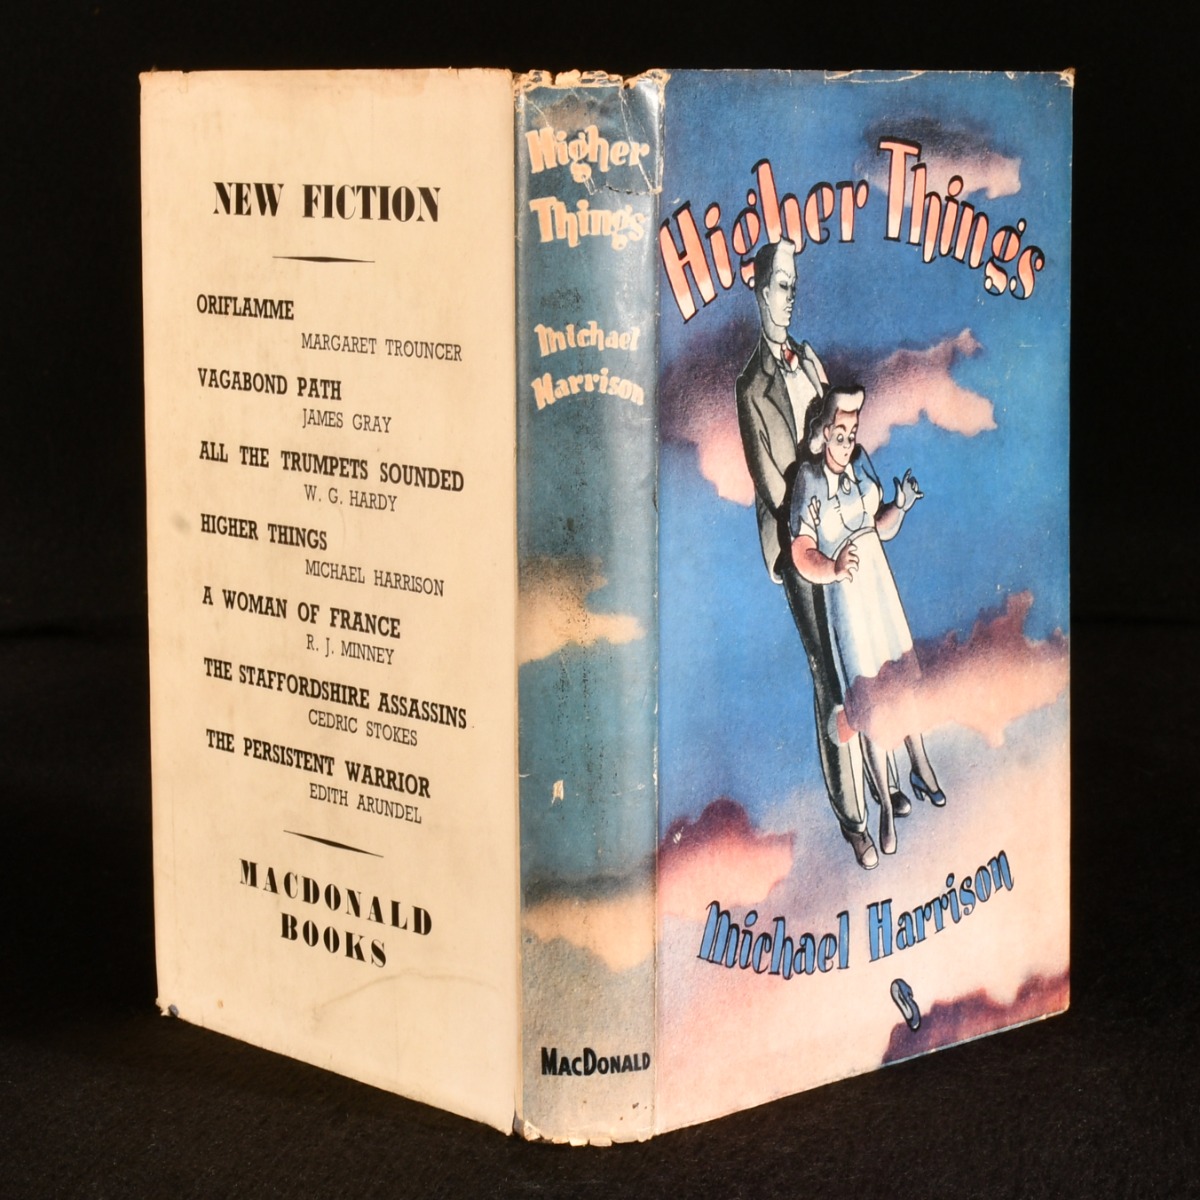 NEW FICTION
ORIFLAMME
MARGARET TROUNCER
VAGABOND PATH
JAMES GRAY
ALL THE TRUMPETS SOUNDED
W. G. HARDY
HIGHER THINGS
MICHAEL HARRISON
A WOMAN OF FRANCE
R. J. MINNEY
THE STAFFORDSHIRE ASSASSINS
CEDRIC STOKES
THE PERSISTENT WARRIOR
EDITH ARUNDEL
MACDONALD
BOOKS
Higher
Things
Michael
Harrison
MACDONALD
Higher Things
Michael Harrison